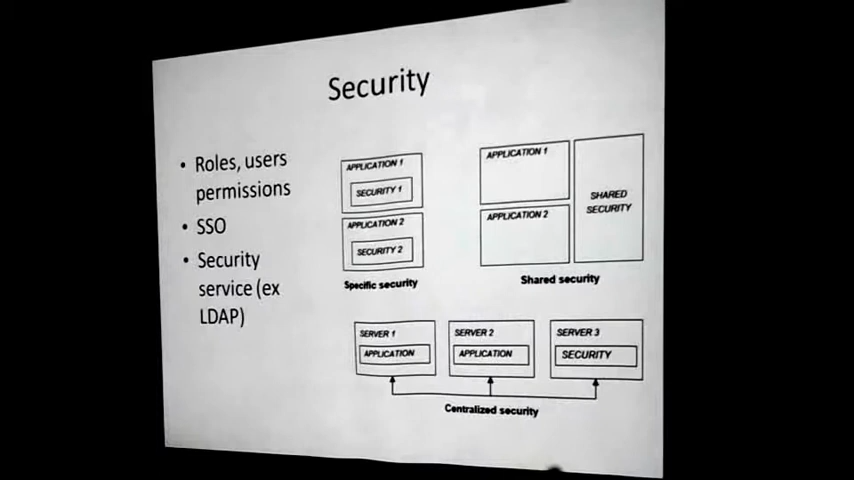 Security
• Roles, users
permissions
• SSO
• Security
service (ex
LDAP)
APPLICATION 1
SECURITY 1
APPLICATION 2
SECURITY 2
Specific security
APPLICATION 1
APPLICATION 2
SHARED
SECURITY
Shared security
SERVER 1
APPLICATION
SERVER 2
APPLICATION
SERVER 3
SECURITY
Centralized security